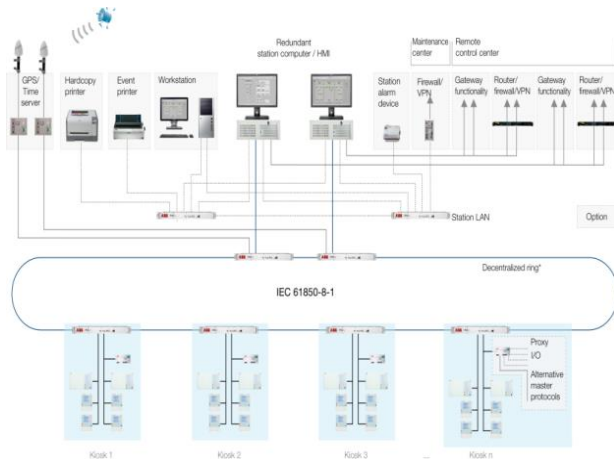 Redundant
station computer / HMI
Maintenance
center
Remote
control center
GPS/
Time
server
Hardcopy
printer
Event
printer
Workstation
Station
alarm
device
Firewall/
VPN
Gateway
functionality
Router/
firewall/VPN
Gateway
functionality
Router/
firewall/VPN
Station LAN
Option
Decentralized ring*
IEC 61850-8-1
Proxy
I/O
Alternative
master
protocols
Kiosk 1
Kiosk 2
Kiosk 3
Kiosk n